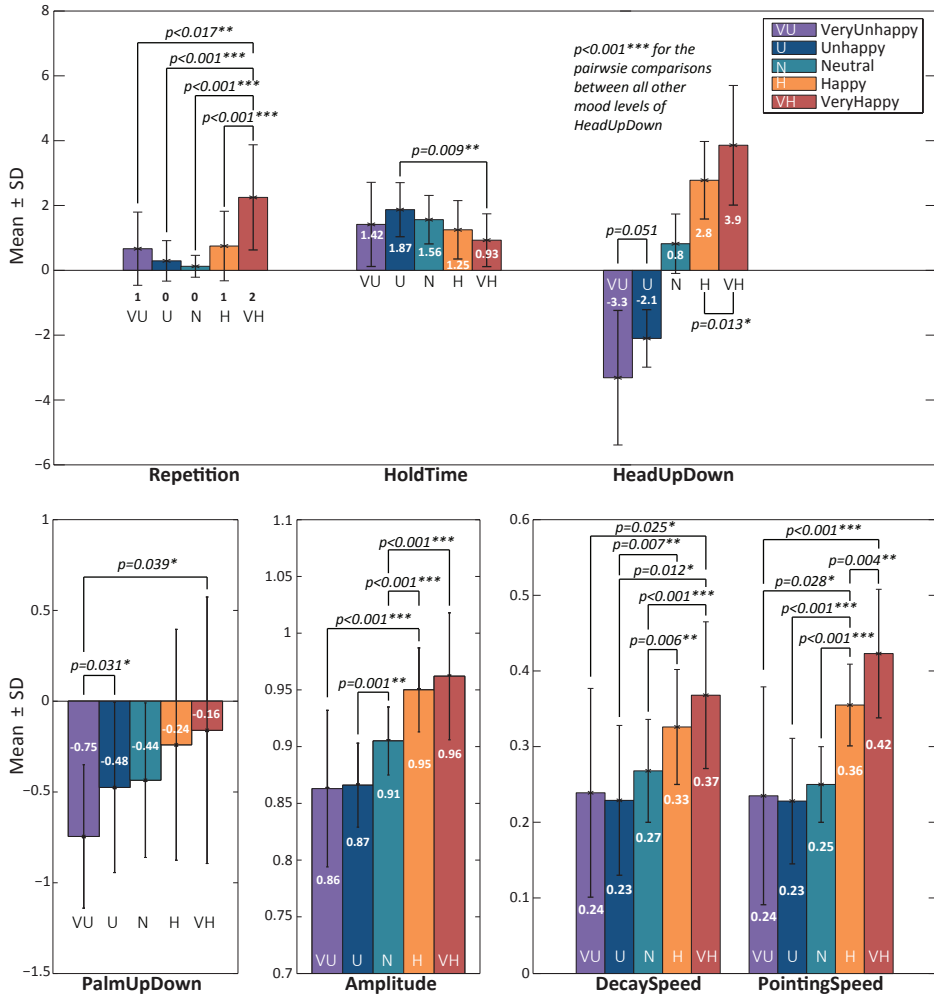 8
6
4
2
0
−2
−4
−6
Mean ± SD
p<0.017**
p<0.001***
p<0.001***
p<0.001***
1
0
0
1
2
VU
U
N
H
VH
Repetition
p=0.009**
1.42
1.87
1.56
1.25
0.93
VU
U
N
H
VH
HoldTime
p<0.001*** for the
pairwsie comparisons
between all other
mood levels of
HeadUpDown
VU VeryUnhappy
U Unhappy
N Neutral
H Happy
VH VeryHappy
p=0.051
VU
U
N
H
VH
-3.3
-2.1
0.8
2.8
3.9
p=0.013*
HeadUpDown
1
0.5
0
−0.5
−1
−1.5
Mean ± SD
p=0.039*
p=0.031*
-0.75
-0.48
-0.44
-0.24
-0.16
VU
U
N
H
VH
PalmUpDown
1.1
1.05
1
0.95
0.9
0.85
0.8
0.75
0.7
p<0.001***
p<0.001***
p<0.001***
p=0.001**
0.86
0.87
0.91
0.95
0.96
VU
U
N
H
VH
Amplitude
0.6
0.5
0.4
0.3
0.2
0.1
0
p=0.025*
p=0.007**
p=0.012*
p<0.001***
p=0.006**
0.24
0.23
0.27
0.33
0.37
VU
U
N
H
VH
DecaySpeed
p<0.001***
p=0.004**
p=0.028*
p<0.001***
p<0.001***
0.24
0.23
0.25
0.36
0.42
VU
U
N
H
VH
PointingSpeed